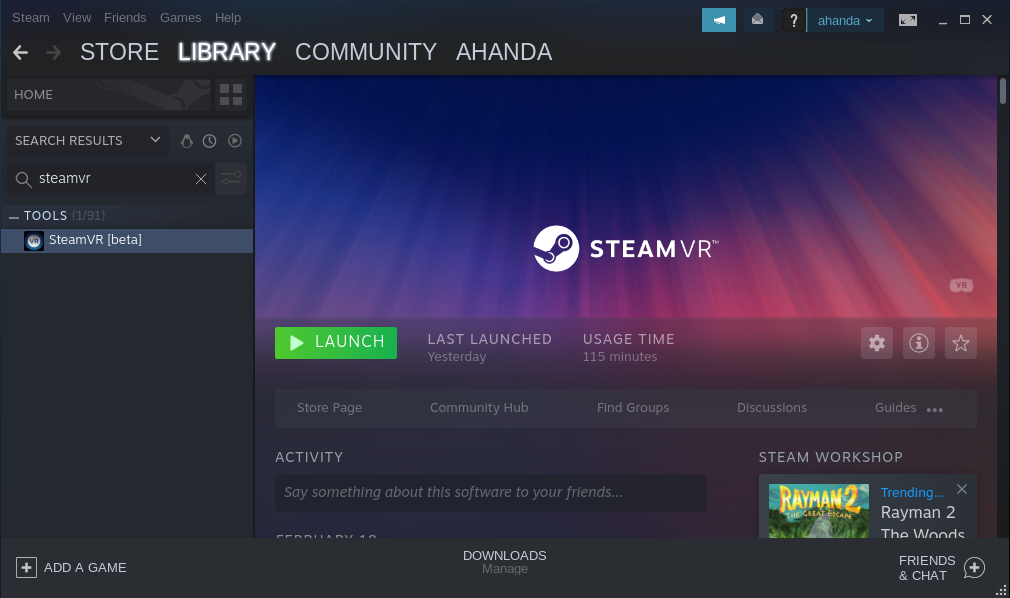 Steam View Friends Games Help
? ahanda
STORE LIBRARY COMMUNITY AHANDA
HOME
SEARCH RESULTS
steamvr
TOOLS (1/91)
VR SteamVR [beta]
STEAMVR™
VR
LAUNCH
LAST LAUNCHED
Yesterday
USAGE TIME
115 minutes
Store Page Community Hub Find Groups Discussions Guides •••
ACTIVITY
Say something about this software to your friends...
STEAM WORKSHOP
RAYMAN 2
THE GREAT ESCAPE
Trending...
Rayman 2
The Woods
ADD A GAME
DOWNLOADS
Manage
FRIENDS
& CHAT